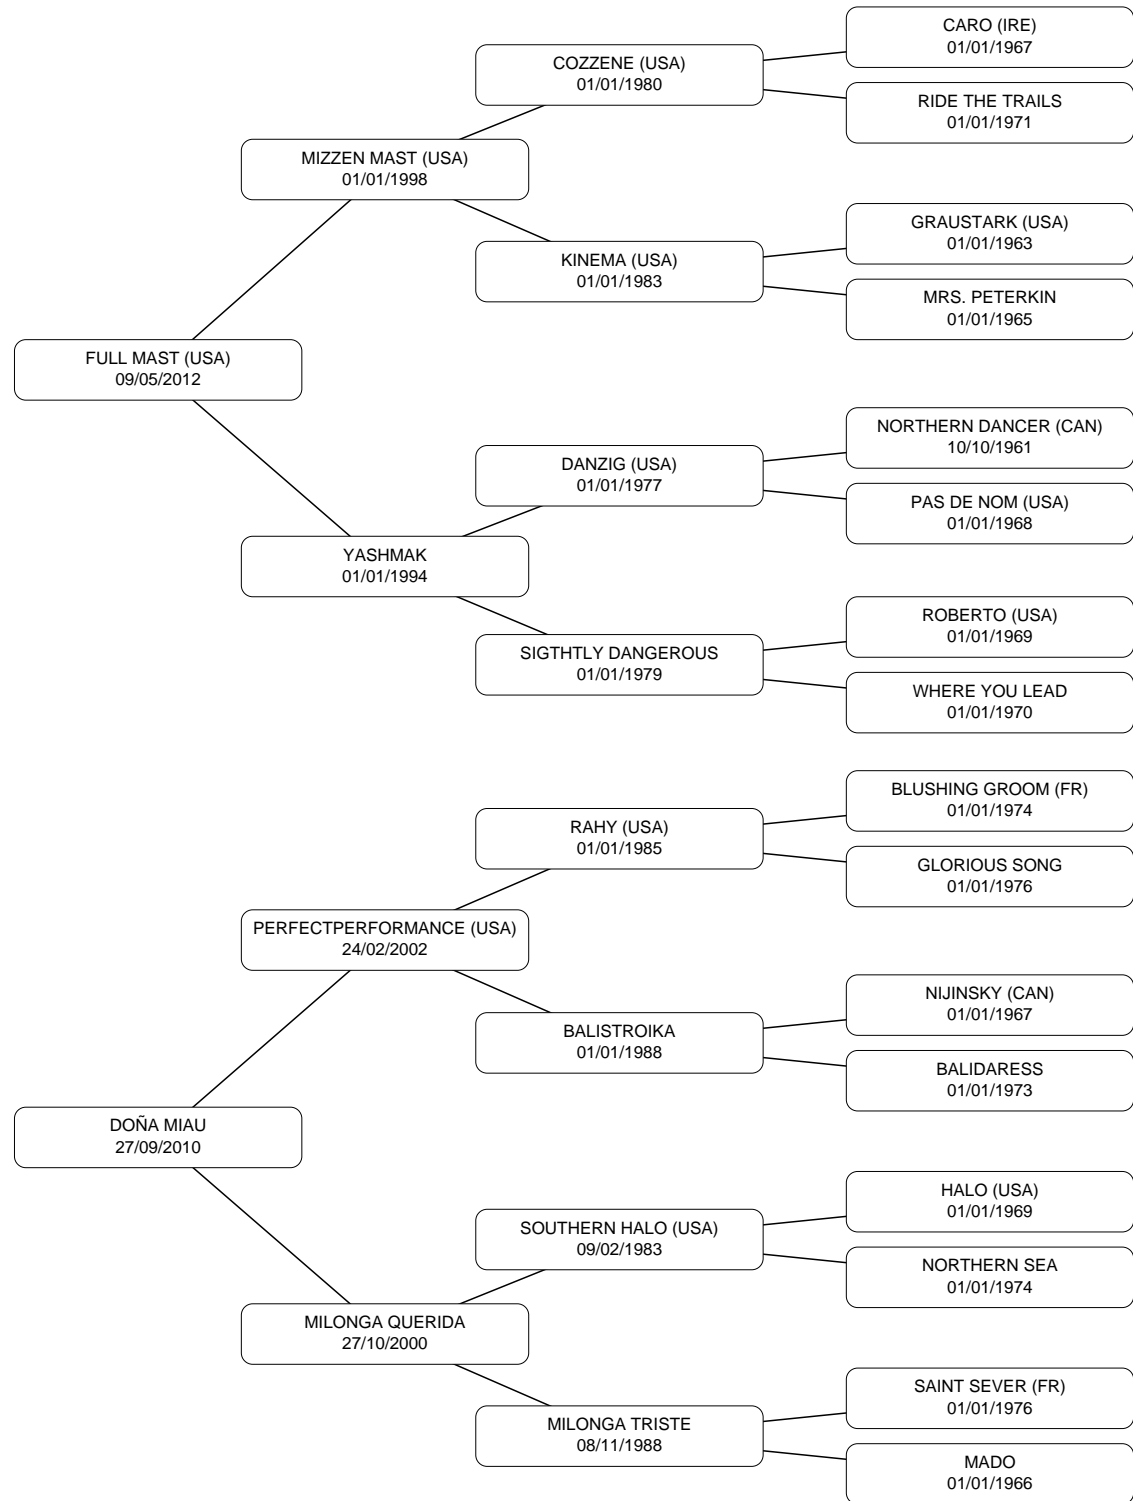 CARO (IRE)
01/01/1967
COZZENE (USA)
01/01/1980
RIDE THE TRAILS
01/01/1971
MIZZEN MAST (USA)
01/01/1998
GRAUSTARK (USA)
01/01/1963
KINEMA (USA)
01/01/1983
MRS. PETERKIN
01/01/1965
FULL MAST (USA)
09/05/2012
NORTHERN DANCER (CAN)
10/10/1961
DANZIG (USA)
01/01/1977
PAS DE NOM (USA)
01/01/1968
YASHMAK
01/01/1994
ROBERTO (USA)
01/01/1969
SIGTHTLY DANGEROUS
01/01/1979
WHERE YOU LEAD
01/01/1970
BLUSHING GROOM (FR)
01/01/1974
RAHY (USA)
01/01/1985
GLORIOUS SONG
01/01/1976
PERFECTPERFORMANCE (USA)
24/02/2002
NIJINSKY (CAN)
01/01/1967
BALISTROIKA
01/01/1988
BALIDARESS
01/01/1973
DOÑA MIAU
27/09/2010
HALO (USA)
01/01/1969
SOUTHERN HALO (USA)
09/02/1983
NORTHERN SEA
01/01/1974
MILONGA QUERIDA
27/10/2000
SAINT SEVER (FR)
01/01/1976
MILONGA TRISTE
08/11/1988
MADO
01/01/1966